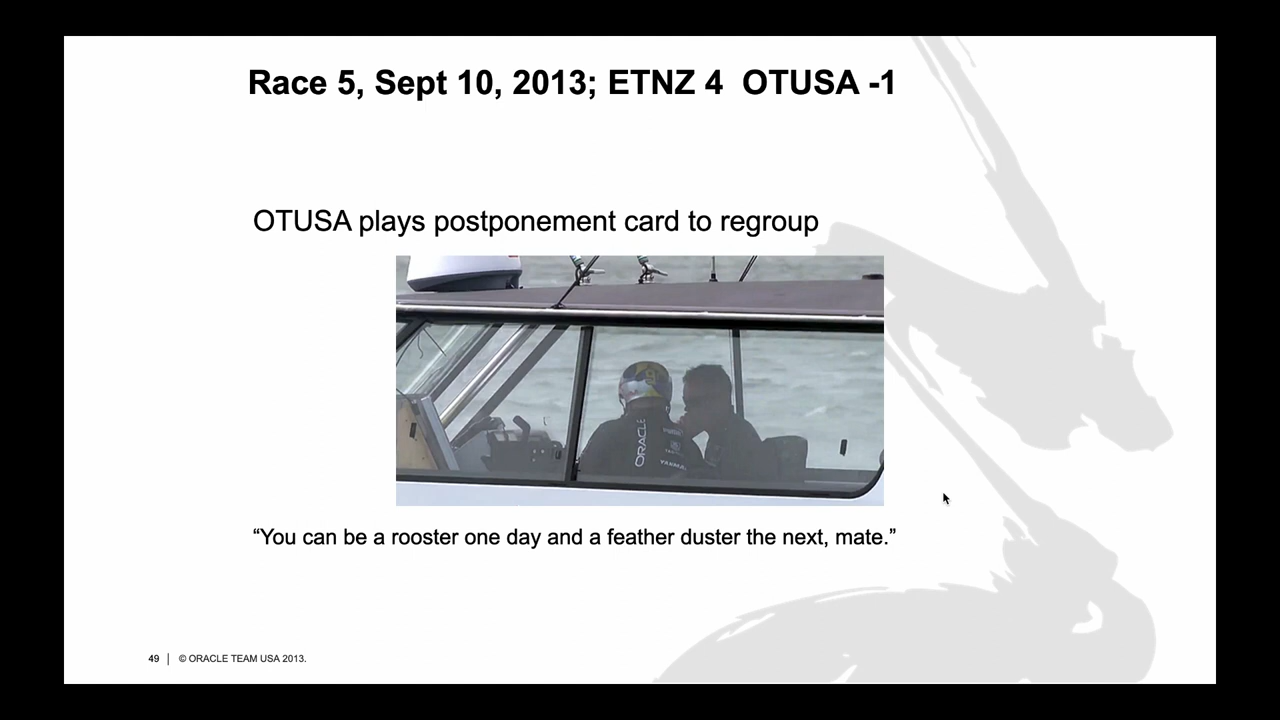 Race 5, Sept 10, 2013; ETNZ 4  OTUSA -1
OTUSA plays postponement card to regroup
ORACLE
“You can be a rooster one day and a feather duster the next, mate.”
49 | © ORACLE TEAM USA 2013.